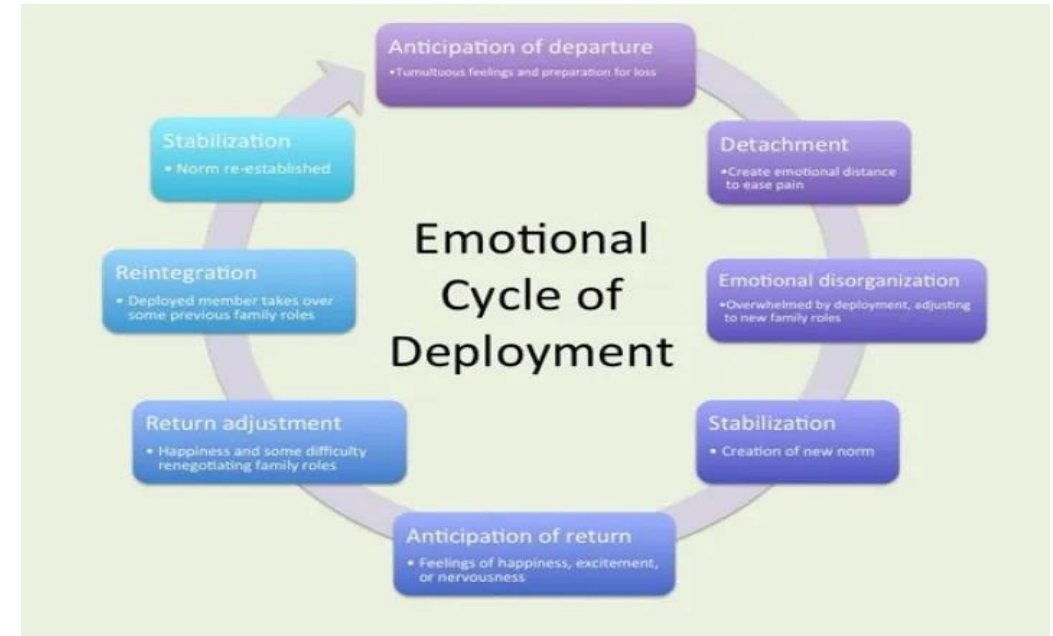 Anticipation of departure
•Tumultuous feelings and preparation for loss
Detachment
•Create emotional distance
to ease pain
Emotional disorganization
•Overwhelmed by deployment, adjusting
to new family roles
Stabilization
• Creation of new norm
Anticipation of return
• Feelings of happiness, excitement,
or nervousness
Return adjustment
• Happiness and some difficulty
renegotiating family roles
Reintegration
• Deployed member takes over
some previous family roles
Stabilization
• Norm re-established
Emotional
Cycle of
Deployment